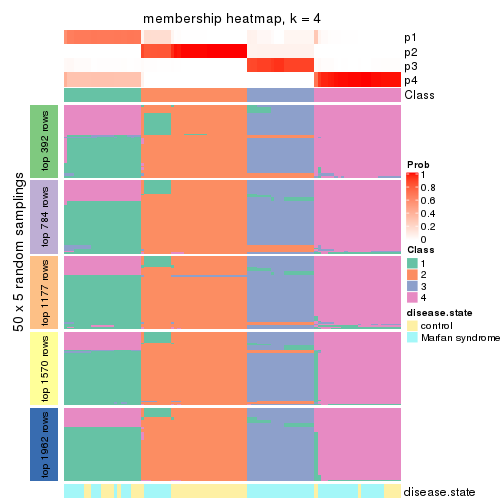 membership heatmap, k = 4
p1
p2
p3
p4
Class
50 x 5 random samplings
top 392 rows
top 784 rows
top 1177 rows
top 1570 rows
top 1962 rows
Prob
1
0.8
0.6
0.4
0.2
0
Class
1
2
3
4
disease.state
control
Marfan syndrome
disease.state